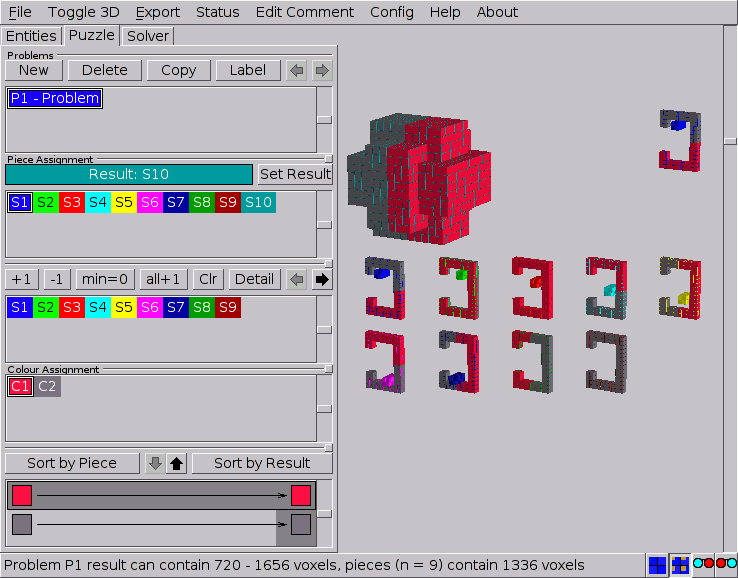 File Toggle 3D Export Status Edit Comment Config Help About
Entities Puzzle Solver
Problems
New Delete Copy Label
P1 - Problem
Piece Assignment
Result: S10 Set Result
S1 S2 S3 S4 S5 S6 S7 S8 S9 S10
+1 -1 min=0 all+1 Clr Detail
S1 S2 S3 S4 S5 S6 S7 S8 S9
Colour Assignment
C1 C2
Sort by Piece Sort by Result
Problem P1 result can contain 720 - 1656 voxels, pieces (n = 9) contain 1336 voxels